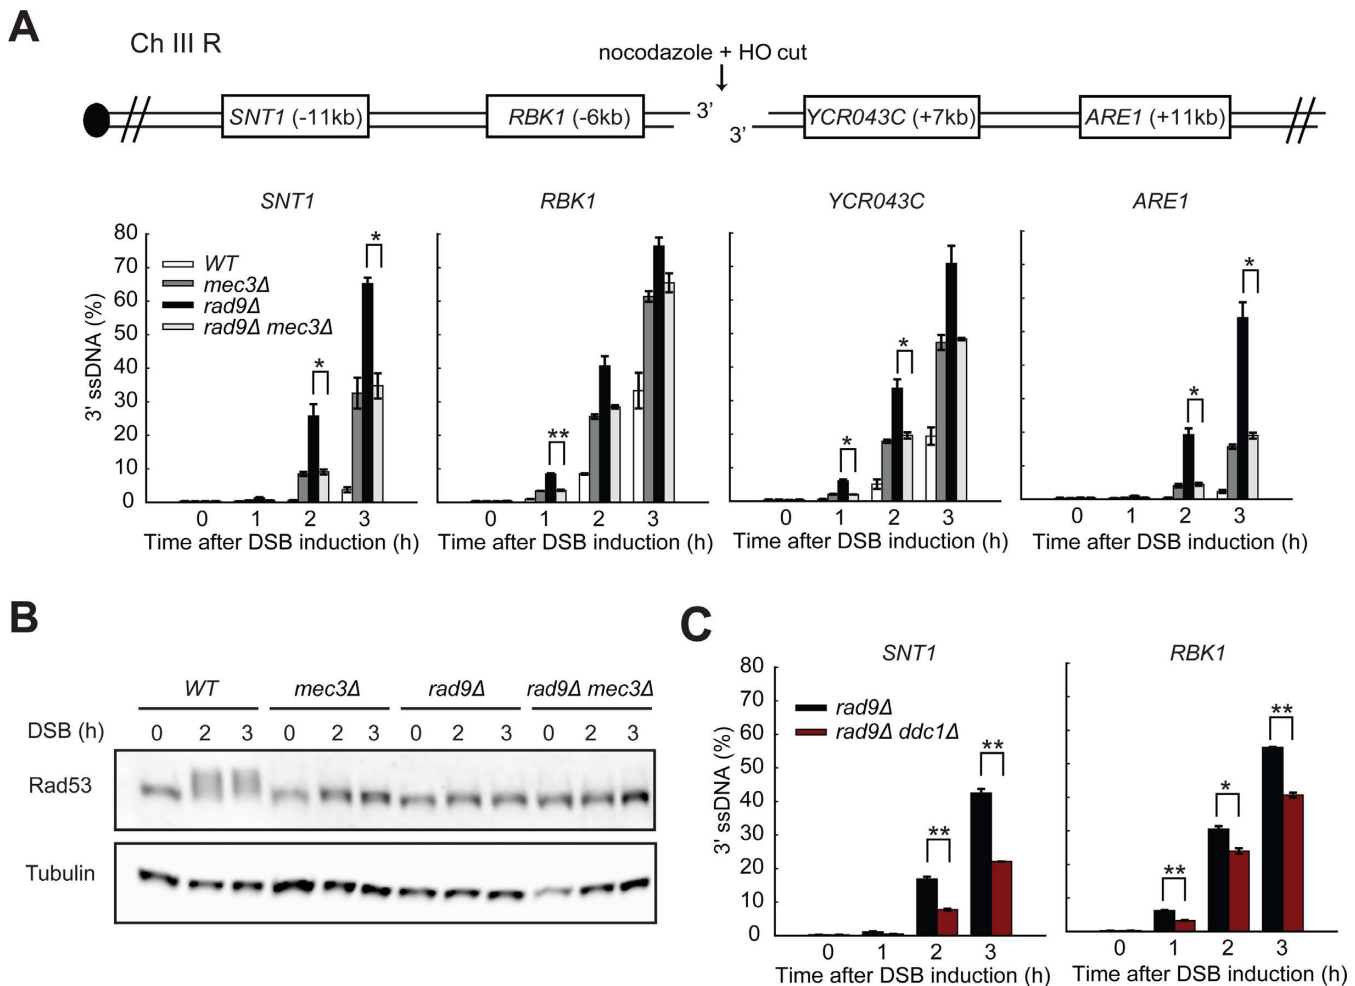 A
Ch III R
nocodazole + HO cut
SNT1 (-11kb)
RBK1 (-6kb)
3’
3’
YCR043C (+7kb)
ARE1 (+11kb)
SNT1
RBK1
YCR043C
ARE1
3' ssDNA (%)
80
70
60
50
40
30
20
10
0
WT
mec3Δ
rad9Δ
rad9Δ mec3Δ
*
*
**
*
*
*
*
0 1 2 3
Time after DSB induction (h)
0 1 2 3
Time after DSB induction (h)
0 1 2 3
Time after DSB induction (h)
0 1 2 3
Time after DSB induction (h)
B
WT mec3Δ rad9Δ rad9Δ mec3Δ
DSB (h) 0 2 3 0 2 3 0 2 3 0 2 3
Rad53
Tubulin
C
SNT1
RBK1
3' ssDNA (%)
80
70
60
50
40
30
20
10
0
rad9Δ
rad9Δ ddc1Δ
**
**
**
*
**
0 1 2 3
Time after DSB induction (h)
0 1 2 3
Time after DSB induction (h)